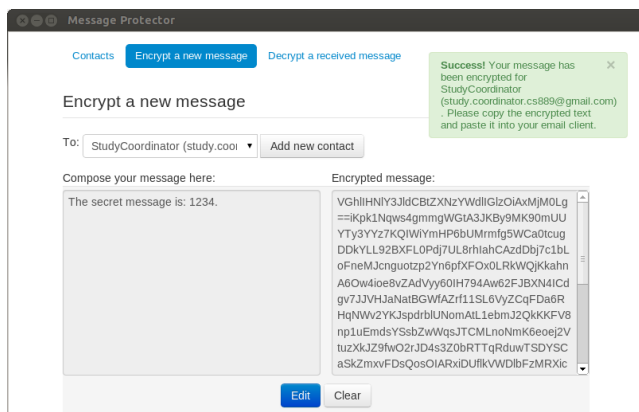 Message Protector
Contacts Encrypt a new message Decrypt a received message
Success! Your message has
been encrypted for
StudyCoordinator
(study.coordinator.cs889@gmail.com)
. Please copy the encrypted text
and paste it into your email client.
×
Encrypt a new message
To: StudyCoordinator (study.coor Add new contact
Compose your message here:
The secret message is: 1234.
Encrypted message:
VGhlIHNlY3JldCBtZXNzYWdlIGlzOiAxMjM0Lg
==iKpk1Nqws4gmmgWGtA3JKBy9MK90mUU
YTy3YYz7KQIWiYmHP6bUMrmfg5WCa0tcug
DDkYLL92BXFL0Pdj7UL8rhIahCAzdDbj7c1bL
oFneMJcnguotzp2Yn6pfXFOx0LRkWQjKkahn
A6Ow4ioe8vZAdVyy60IH794Aw62FJBXN4ICd
gv7JJVHJaNatBGWfAZrf11SL6VyZCqFDa6R
HqNWv2YKJspdrblUNomAtL1ebmJ2QkKKFV8
np1uEmdsYSsbZwWqsJTCMLnoNmK6eoej2V
tuzXkJZ9fwO2rJD4s3Z0bRTTqRduwTSDYSC
aSkZmxvFDsQosOIARxiDUflkVWDlbFzMRXic
Edit Clear